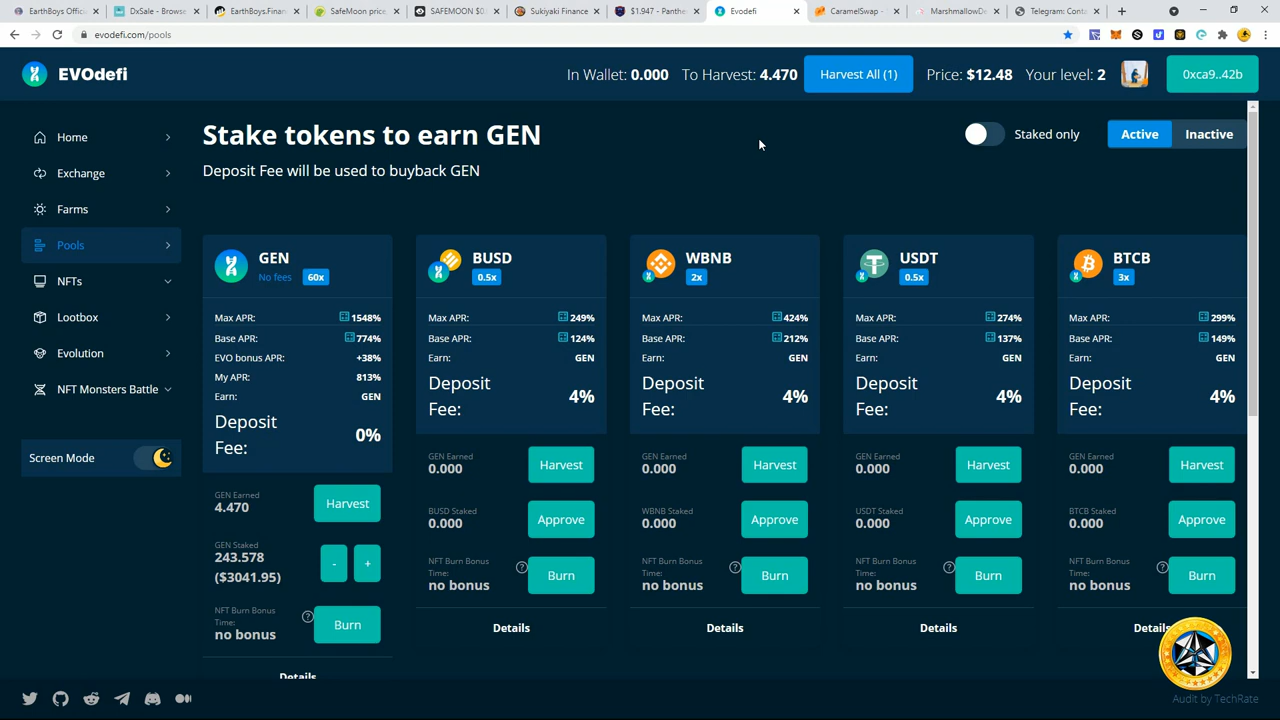 EarthBoys Offici...
DxSale - Browse
EarthBoys.Financ
SafeMoon price,
SAFEMOON $0.
Sukiyaki Finance
$1.947 - Panthe
Evodefi
CaramelSwap -
MarshmallowDe
Telegram: Conta
evodefi.com/pools
EVOdefi
In Wallet: 0.000
To Harvest: 4.470
Harvest All (1)
Price: $12.48
Your level: 2
0xca9..42b
Home
Exchange
Farms
Pools
NFTs
Lootbox
Evolution
NFT Monsters Battle
Screen Mode
Stake tokens to earn GEN
Deposit Fee will be used to buyback GEN
Staked only
Active
Inactive
GEN
No fees 60x
Max APR: 1548%
Base APR: 774%
EVO bonus APR: +38%
My APR: 813%
Earn: GEN
Deposit
Fee: 0%
GEN Earned
4.470
Harvest
GEN Staked
243.578
($3041.95)
- +
NFT Burn Bonus
Time:
no bonus
Burn
Details
BUSD
0.5x
Max APR: 249%
Base APR: 124%
Earn: GEN
Deposit
Fee: 4%
GEN Earned
0.000
Harvest
BUSD Staked
0.000
Approve
NFT Burn Bonus
Time:
no bonus
Burn
Details
WBNB
2x
Max APR: 424%
Base APR: 212%
Earn: GEN
Deposit
Fee: 4%
GEN Earned
0.000
Harvest
WBNB Staked
0.000
Approve
NFT Burn Bonus
Time:
no bonus
Burn
Details
USDT
0.5x
Max APR: 274%
Base APR: 137%
Earn: GEN
Deposit
Fee: 4%
GEN Earned
0.000
Harvest
USDT Staked
0.000
Approve
NFT Burn Bonus
Time:
no bonus
Burn
Details
BTCB
3x
Max APR: 299%
Base APR: 149%
Earn: GEN
Deposit
Fee: 4%
GEN Earned
0.000
Harvest
BTCB Staked
0.000
Approve
NFT Burn Bonus
Time:
no bonus
Burn
Details
Audit by TechRate